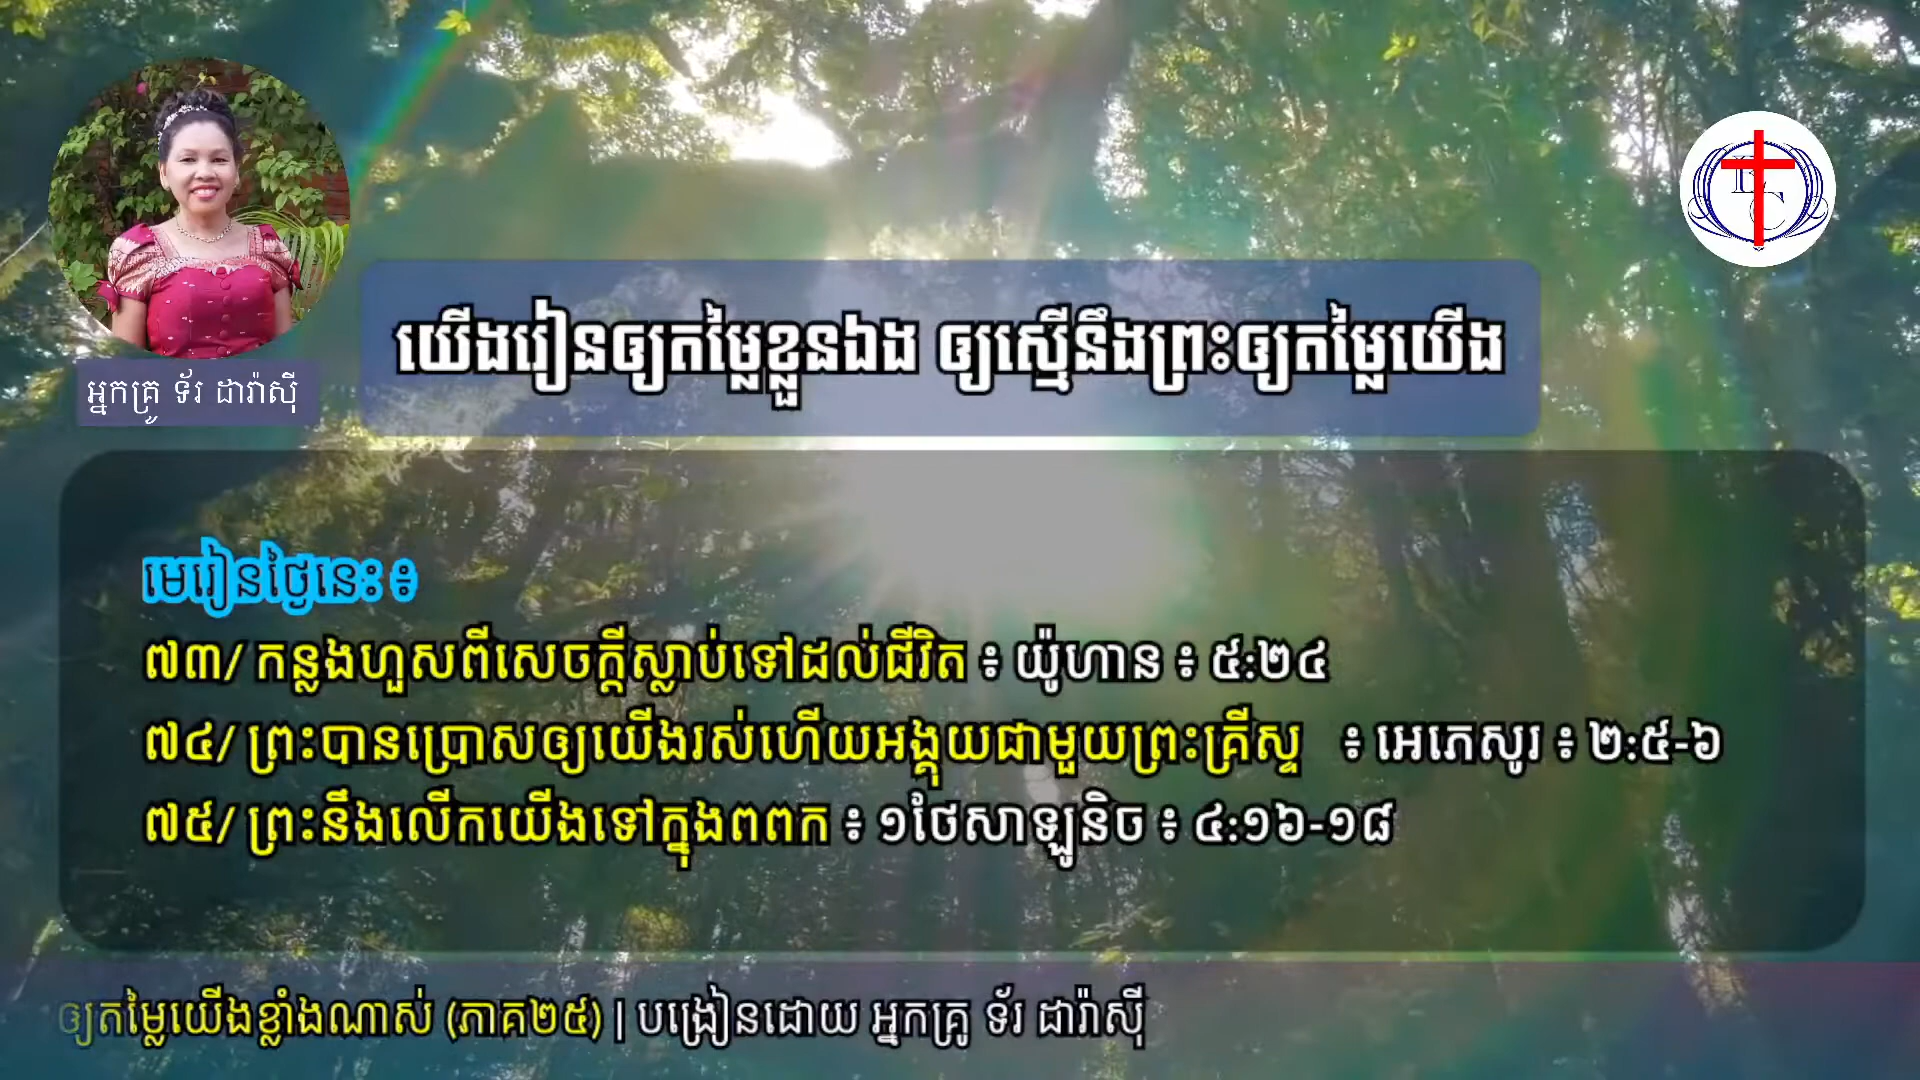 យើងរៀនឲ្យតម្លៃខ្លួនឯង ឲ្យស្មើនឹងព្រះឲ្យតម្លៃយើង
អ្នកគ្រូ ទ័រ ដារ៉ាស៊ី
មេរៀនថ្ងៃនេះ ៖
៧៣/ កន្លងហួសពីសេចក្ដីស្លាប់ទៅដល់ជីវិត ៖ យ៉ូហាន ៖ ៥:២៤
៧៤/ ព្រះបានប្រោសឲ្យយើងរស់ហើយអង្គុយជាមួយព្រះគ្រីស្ទ ៖ អេភេសូរ ៖ ២:៥-៦
៧៥/ ព្រះនឹងលើកយើងទៅក្នុងពពក ៖ ១ថែសាឡូនិច ៖ ៤:១៦-១៨
ឲ្យតម្លៃយើងខ្លាំងណាស់ (ភាគ២៥) | បង្រៀនដោយ អ្នកគ្រូ ទ័រ ដារ៉ាស៊ី